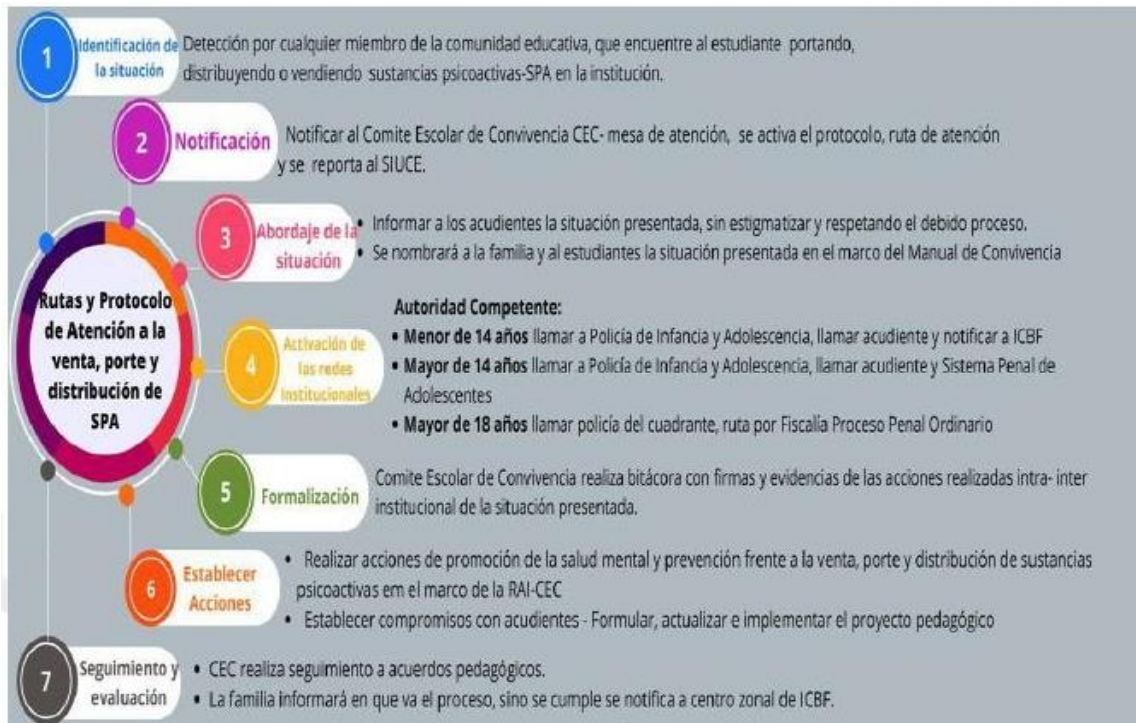 Rutas y Protocolo
de Atención a la
venta, porte y
distribución de
SPA
1
Identificación de
la situación
Detección por cualquier miembro de la comunidad educativa, que encuentre al estudiante portando,
distribuyendo o vendiendo sustancias psicoactivas-SPA en la institución.
2
Notificación
Notificar al Comite Escolar de Convivencia CEC- mesa de atención, se activa el protocolo, ruta de atención
y se reporta al SIUCE.
3
Abordaje de la
situación
• Informar a los acudientes la situación presentada, sin estigmatizar y respetando el debido proceso.
• Se nombrará a la familia y al estudiantes la situación presentada en el marco del Manual de Convivencia
4
Activación de
las redes
Institucionales
Autoridad Competente:
• Menor de 14 años llamar a Policía de Infancia y Adolescencia, llamar acudiente y notificar a ICBF
• Mayor de 14 años llamar a Policía de Infancia y Adolescencia, llamar acudiente y Sistema Penal de
Adolescentes
• Mayor de 18 años llamar policía del cuadrante, ruta por Fiscalía Proceso Penal Ordinario
5
Formalización
Comite Escolar de Convivencia realiza bitácora con firmas y evidencias de las acciones realizadas intra- inter
institucional de la situación presentada.
6
Establecer
Acciones
• Realizar acciones de promoción de la salud mental y prevención frente a la venta, porte y distribución de sustancias
psicoactivas em el marco de la RAI-CEC
• Establecer compromisos con acudientes - Formular, actualizar e implementar el proyecto pedagógico
7
Seguimiento y
evaluación
• CEC realiza seguimiento a acuerdos pedagógicos.
• La familia informará en que va el proceso, sino se cumple se notifica a centro zonal de ICBF.